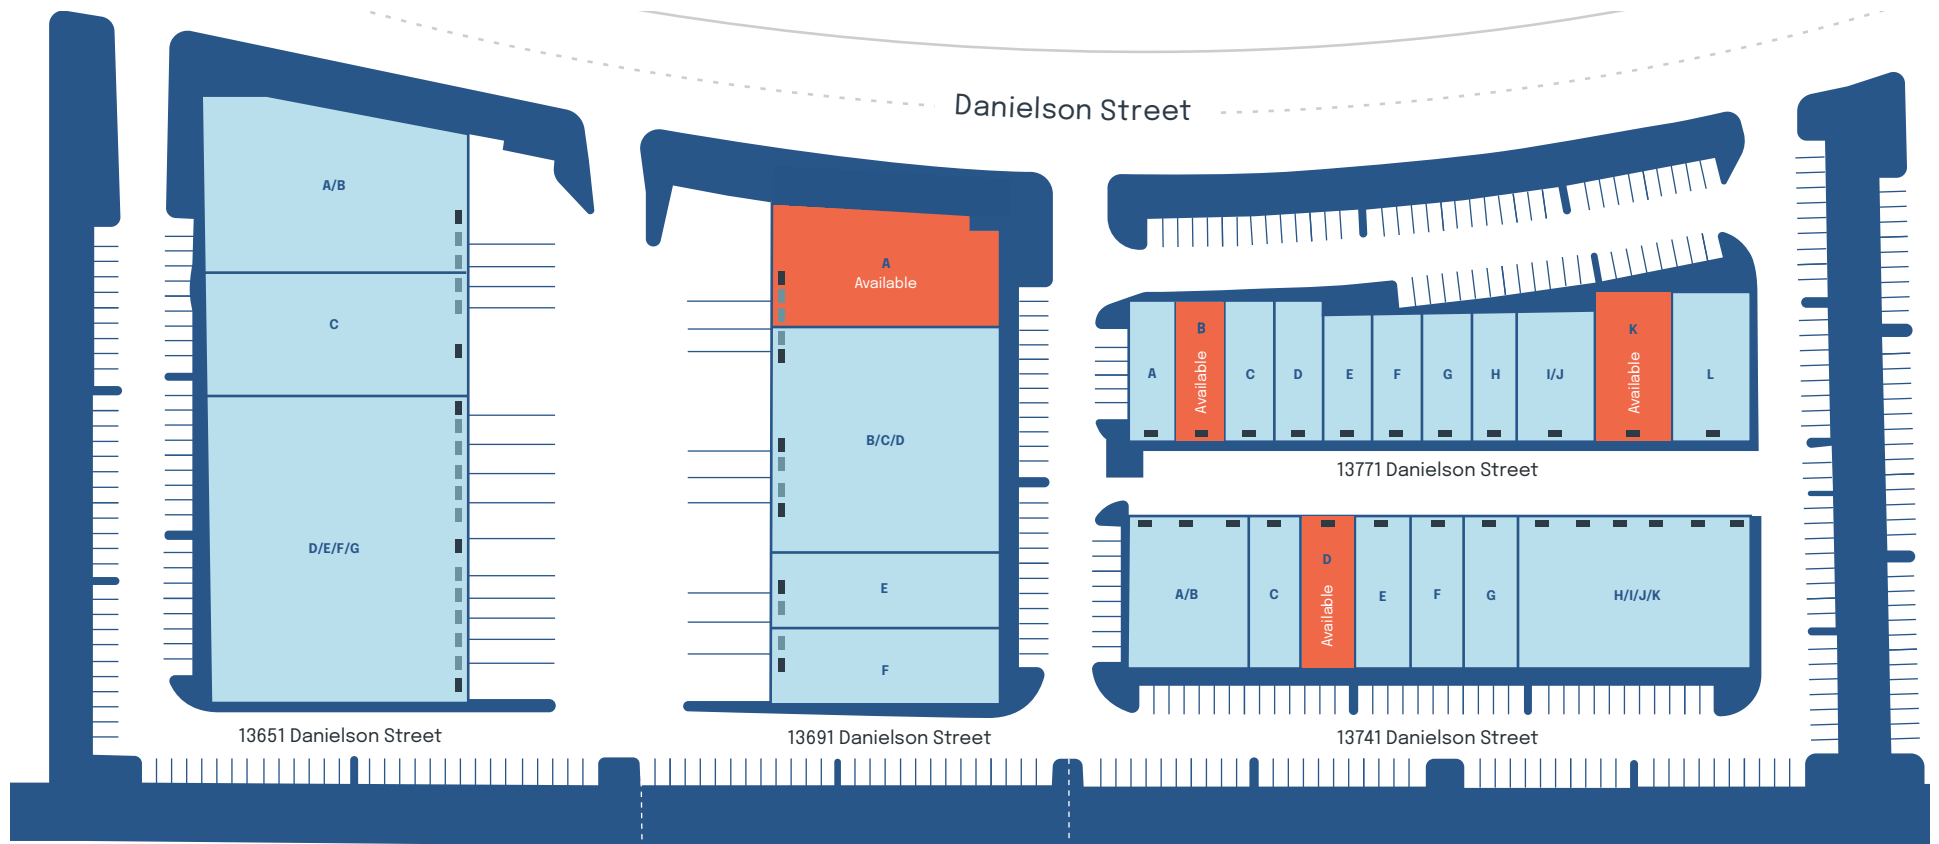 Danielson Street
A/B
C
D/E/F/G
13651 Danielson Street
A
Available
B/C/D
E
F
13691 Danielson Street
A
B
Available
C
D
E
F
G
H
I/J
K
Available
L
13771 Danielson Street
A/B
C
D
Available
E
F
G
H/I/J/K
13741 Danielson Street